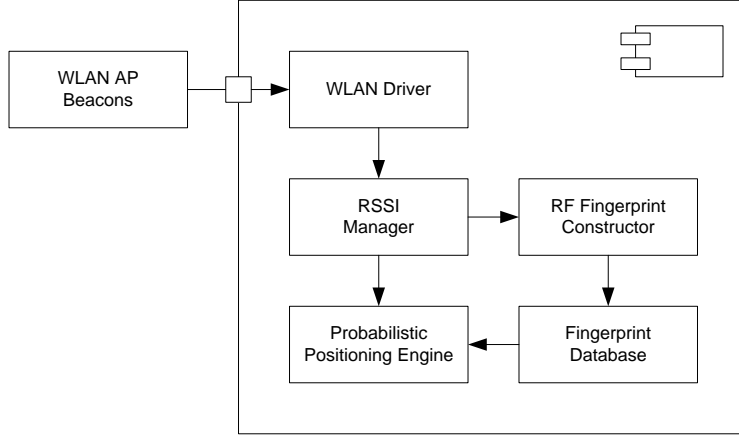 WLAN AP
Beacons
WLAN Driver
RSSI
Manager
RF Fingerprint
Constructor
Probabilistic
Positioning Engine
Fingerprint
Database